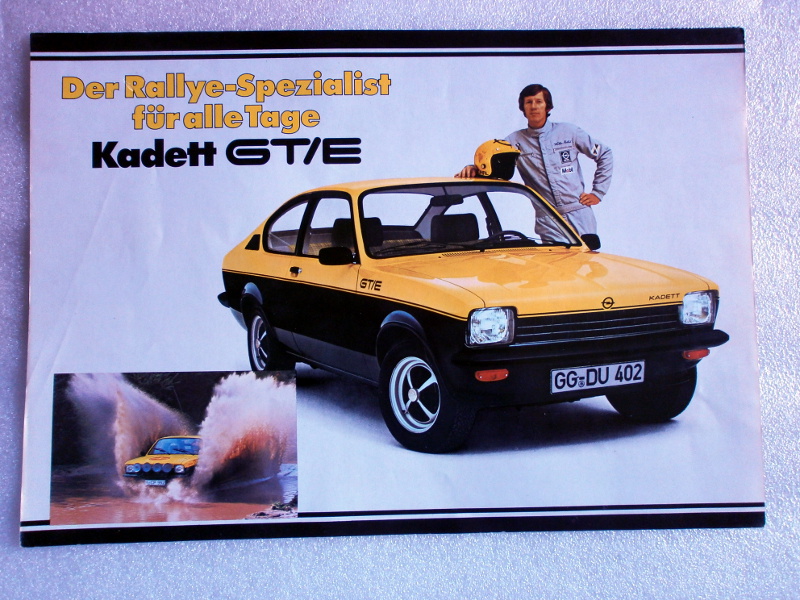 Der Rallye-Spezialist
für alle Tage
Kadett GT/E
GT/E
KADETT
GG-DU 402